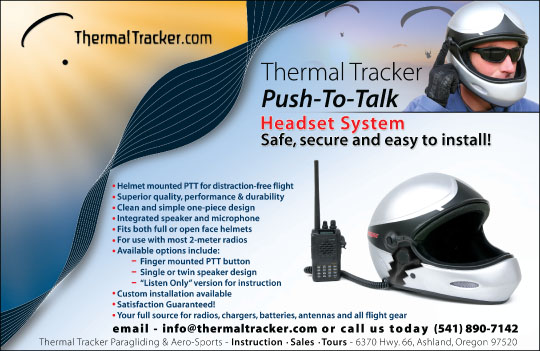 ThermalTracker.com
Thermal Tracker
Push-To-Talk
Headset System
Safe, secure and easy to install!
• Helmet mounted PTT for distraction-free flight
• Superior quality, performance & durability
• Clean and simple one-piece design
• Integrated speaker and microphone
• Fits both full or open face helmets
• For use with most 2-meter radios
• Available options include:
– Finger mounted PTT button
– Single or twin speaker design
– “Listen Only” version for instruction
• Custom installation available
• Satisfaction Guaranteed!
• Your full source for radios, chargers, batteries, antennas and all flight gear
email - info@thermaltracker.com or call us today (541) 890-7142
Thermal Tracker Paragliding & Aero-Sports - Instruction · Sales · Tours - 6370 Hwy. 66, Ashland, Oregon 97520